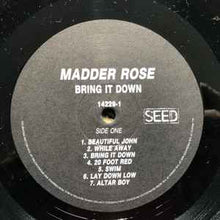 MADDER ROSE
BRING IT DOWN
14229-1
SEED
SIDE ONE
1. BEAUTIFUL JOHN
2. WHILE AWAY
3. BRING IT DOWN
4. 20 FOOT RED
5. SWIM
6. LAY DOWN LOW
7. ALTAR BOY